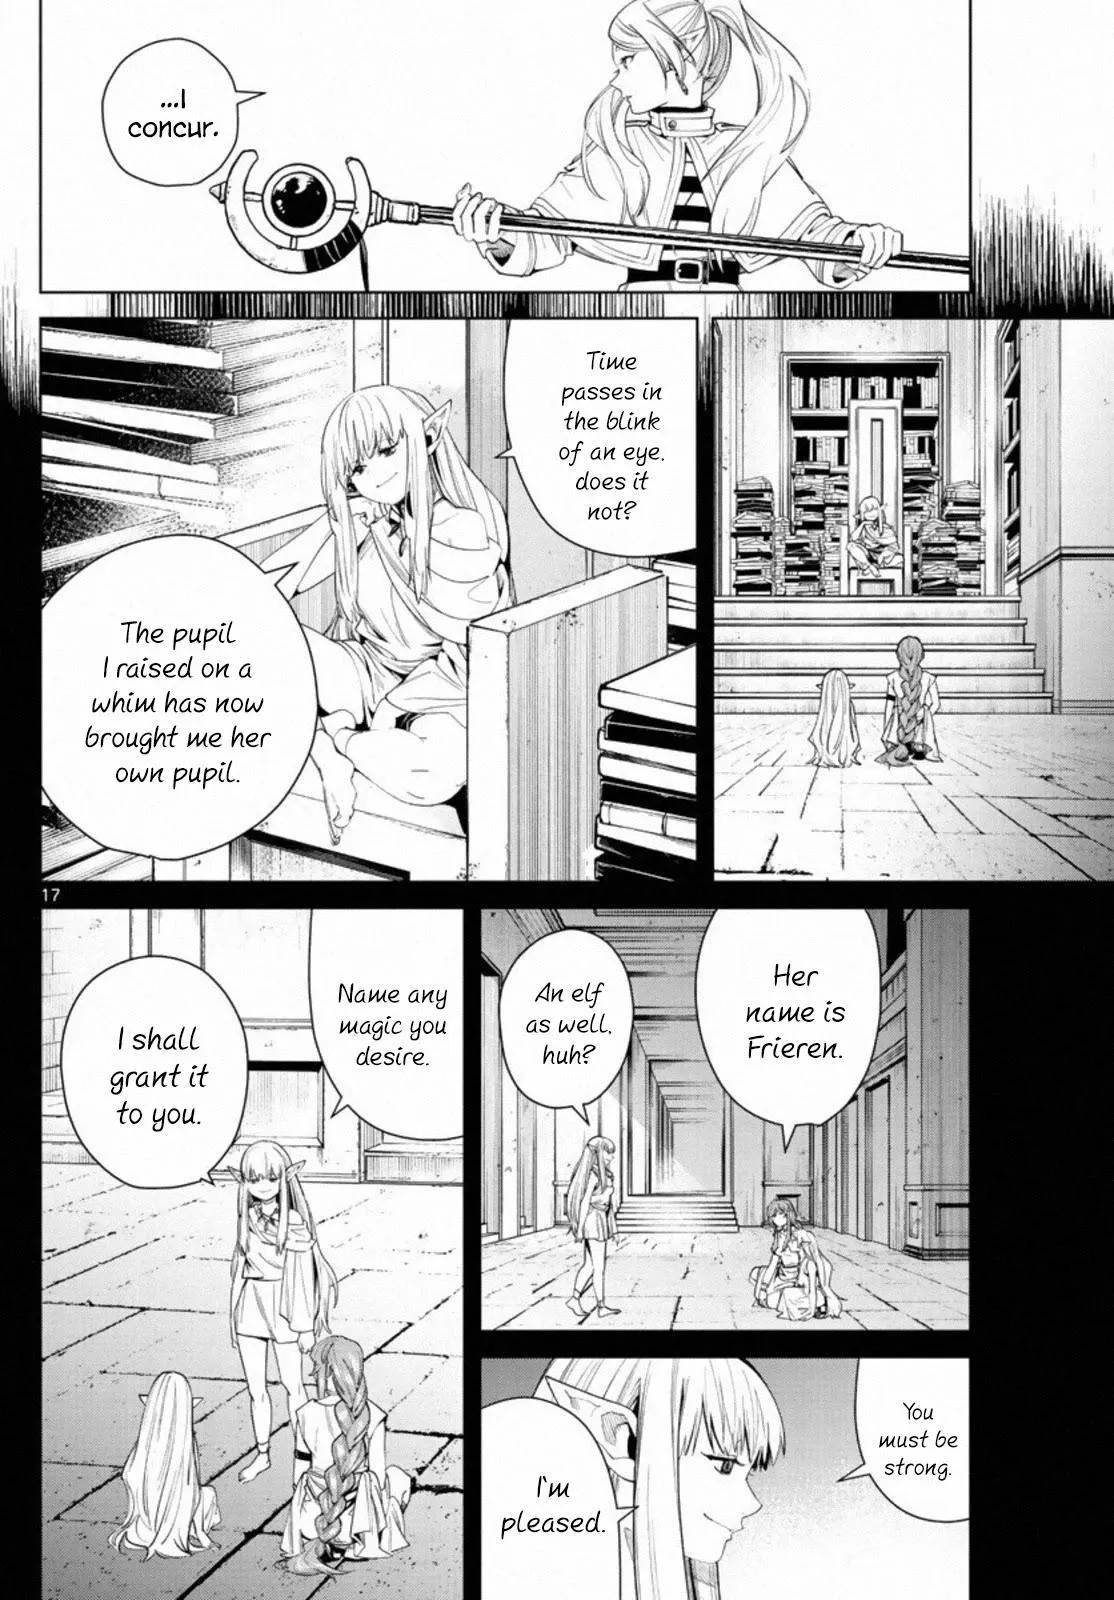 ...I
concur.
Time
passes in
the blink
of an eye,
does it
not?
The pupil
I raised on a
whim has now
brought me her
own pupil.
17
Her
name is
Frieren.
An elf
as well,
huh?
You
must be
strong.
I'm
pleased.
Name any
magic you
desire.
I shall
grant it
to you.